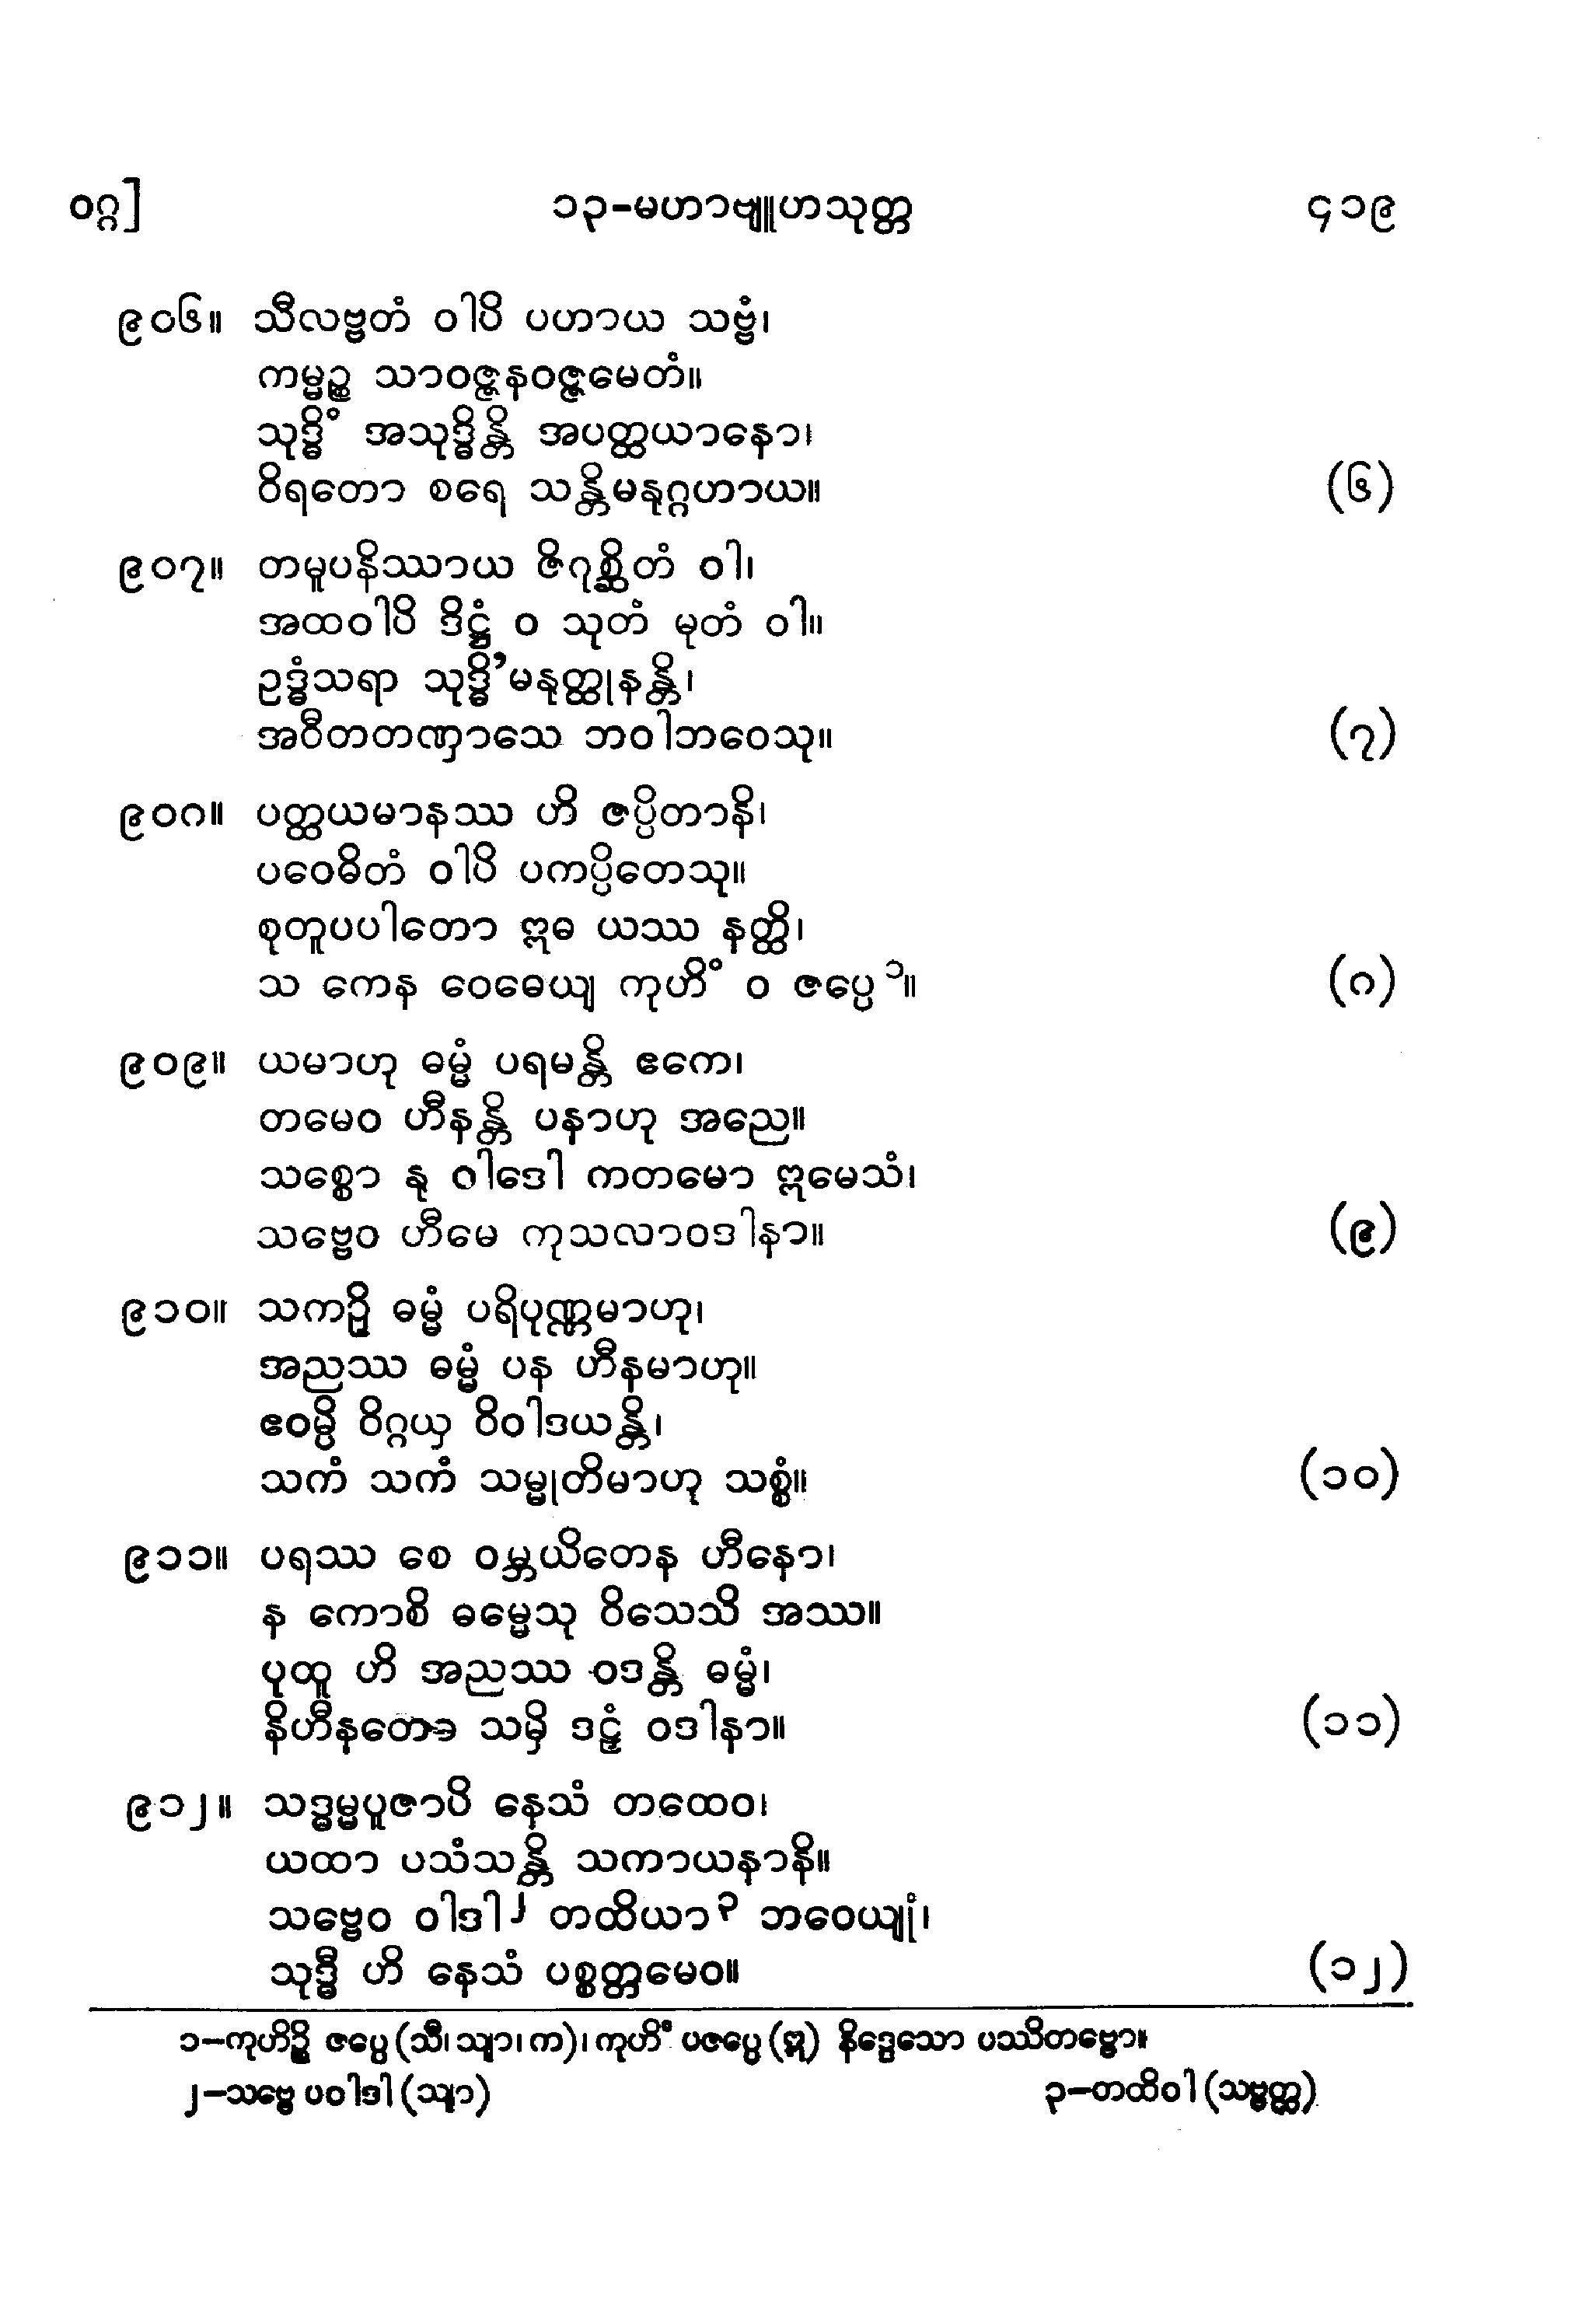 ဝဂ္ဂ] ၁၃-မဟာဗျူဟသုတ္တ ၄၁၉
၉၀၆။ သီလဗ္ဗတံ ဝါပိ ပဟာယ သဗ္ဗံ၊
ကမ္မဉ္စ သာဝဇ္ဇနဝဇ္ဇမေတံ။
သုဒ္ဓိံ အသုဒ္ဓိန္တိ အပတ္ထယာနော၊
ဝိရတော စရေ သန္တိမနုဂ္ဂဟာယ။ (၆)
၉၀၇။ တမူပနိဿာယ ဇိဂုစ္ဆိတံ ဝါ၊
အထဝါပိ ဒိဋ္ဌံ ဝ သုတံ မုတံ ဝါ။
ဥဒ္ဓံသရာ သုဒ္ဓိ’မနုတ္ထုနန္တိ၊
အဝီတတဏှာသေ ဘဝါဘဝေသု။ (၇)
၉၀၈။ ပတ္ထယမာနဿ ဟိ ဇပ္ပိတာနိ၊
ပဝေဓိတံ ဝါပိ ပကပ္ပိတေသု။
စုတူပပါတော ဣဓ ယဿ နတ္ထိ၊
သ ကေန ဝေဓေယျ ကုဟိံ ဝ ဇပ္ပေ ၁။ (၈)
၉၀၉။ ယမာဟု ဓမ္မံ ပရမန္တိ ဧကေ၊
တမေဝ ဟီနန္တိ ပနာဟု အညေ။
သစ္စော နု ဝါဒေါ ကတမော ဣမေသံ၊
သဗ္ဗေဝ ဟီမေ ကုသလာဝဒါနာ။ (၉)
၉၁၀။ သကဉှိ ဓမ္မံ ပရိပုဏ္ဏမာဟု၊
အညဿ ဓမ္မံ ပန ဟီနမာဟု။
ဧဝမ္ပိ ဝိဂ္ဂယှ ဝိဝါဒယန္တိ၊
သကံ သကံ သမ္မုတိမာဟု သစ္စံ။ (၁၀)
၉၁၁။ ပရဿ စေ ဝမ္ဘယိတေန ဟီနော၊
န ကောစိ ဓမ္မေသု ဝိသေသိ အဿ။
ပုထူ ဟိ အညဿ ဝဒန္တိ ဓမ္မံ၊
နိဟီနတော သမှိ ဒဠှံ ဝဒါနာ။ (၁၁)
၉၁၂။ သဒ္ဓမ္မပူဇာပိ နေသံ တထေဝ၊
ယထာ ပသံသန္တိ သကာယနာနိ။
သဗ္ဗေဝ ဝါဒါ ၂ တထိယာ ၃ ဘဝေယျုံ၊
သုဒ္ဓီ ဟိ နေသံ ပစ္စတ္တမေဝ။ (၁၂)
၁-ကုဟိဉ္စိ ဇပ္ပေ (သီ၊ သျာ၊ က)၊ ကုဟိံ ပဇပ္ပေ (ဣ) နိဒ္ဒေသော ပဿိတဗ္ဗော။
၂-သဗ္ဗေ ပဝါဒါ (သျာ) ၃-တထိဝါ (သဗ္ဗတ္ထ)